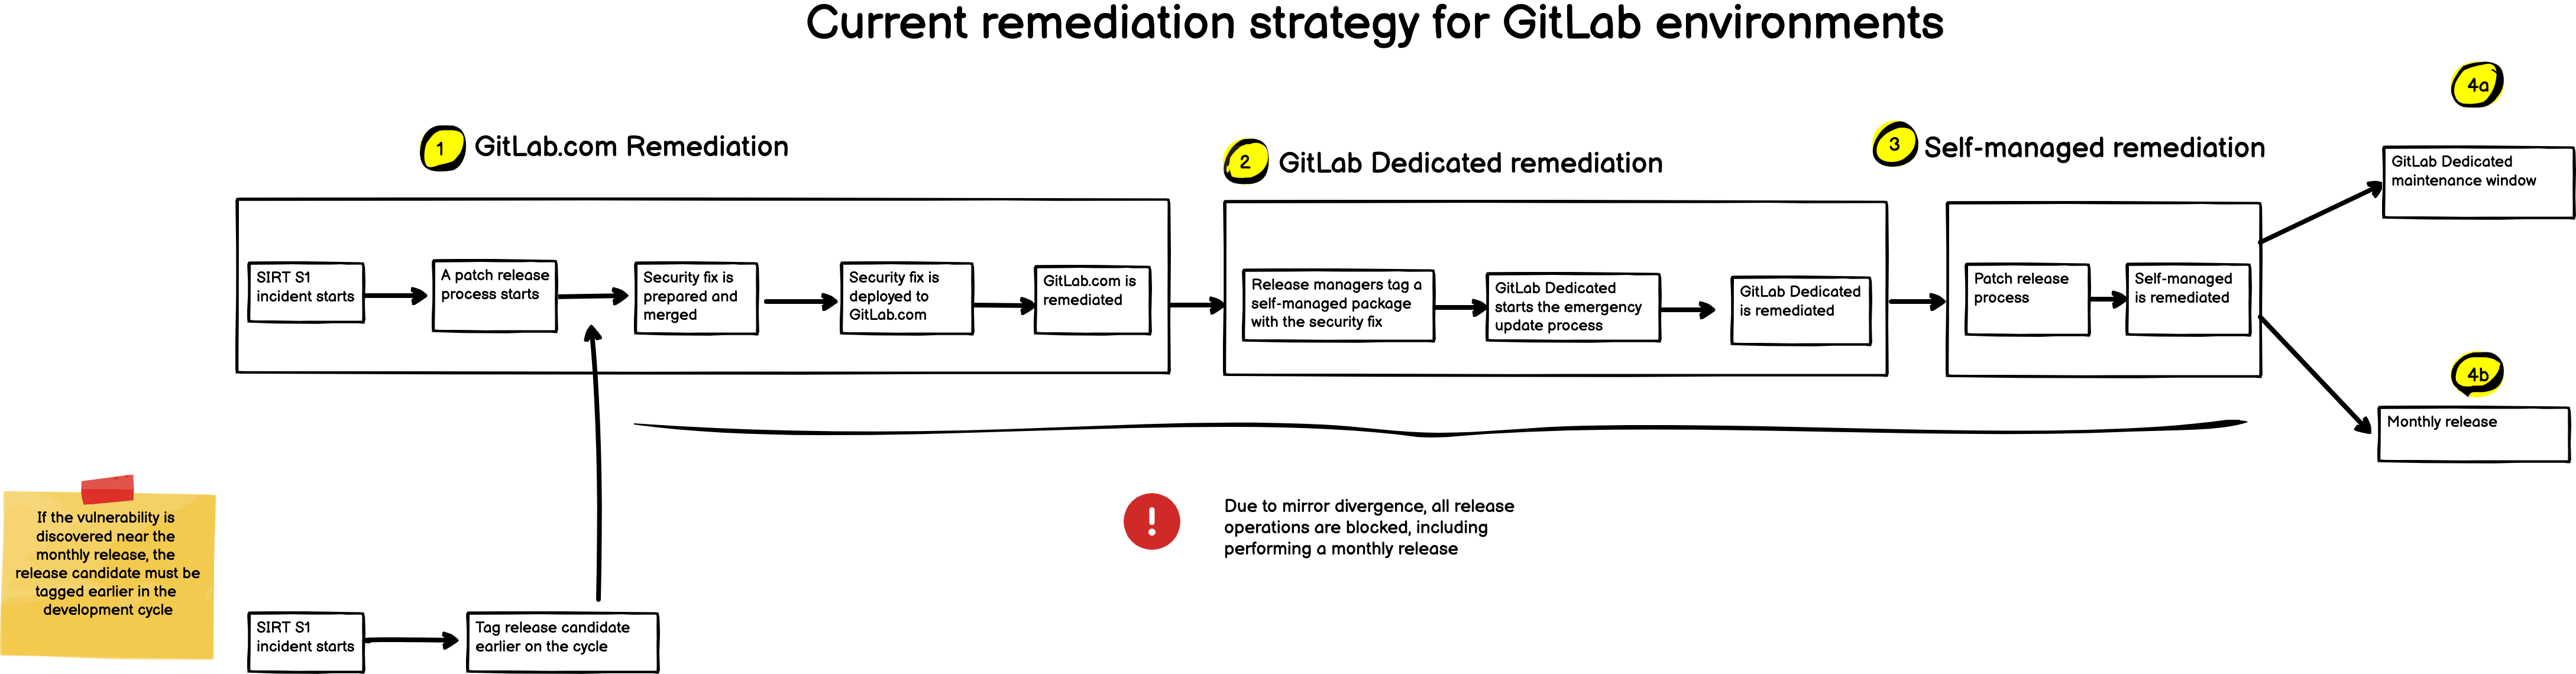 Current remediation strategy for GitLab environments
1
GitLab.com Remediation
SIRT S1
incident starts
A patch release
process starts
Security fix is
prepared and
merged
Security fix is
deployed to
GitLab.com
GitLab.com is
remediated
2
GitLab Dedicated remediation
Release managers tag a
self-managed package
with the security fix
GitLab Dedicated
starts the emergency
update process
GitLab Dedicated
is remediated
3
Self-managed remediation
Patch release
process
Self-managed
is remediated
4a
GitLab Dedicated
maintenance window
4b
Monthly release
Due to mirror divergence, all release
operations are blocked, including
performing a monthly release
If the vulnerability is
discovered near the
monthly release, the
release candidate must be
tagged earlier in the
development cycle
SIRT S1
incident starts
Tag release candidate
earlier on the cycle